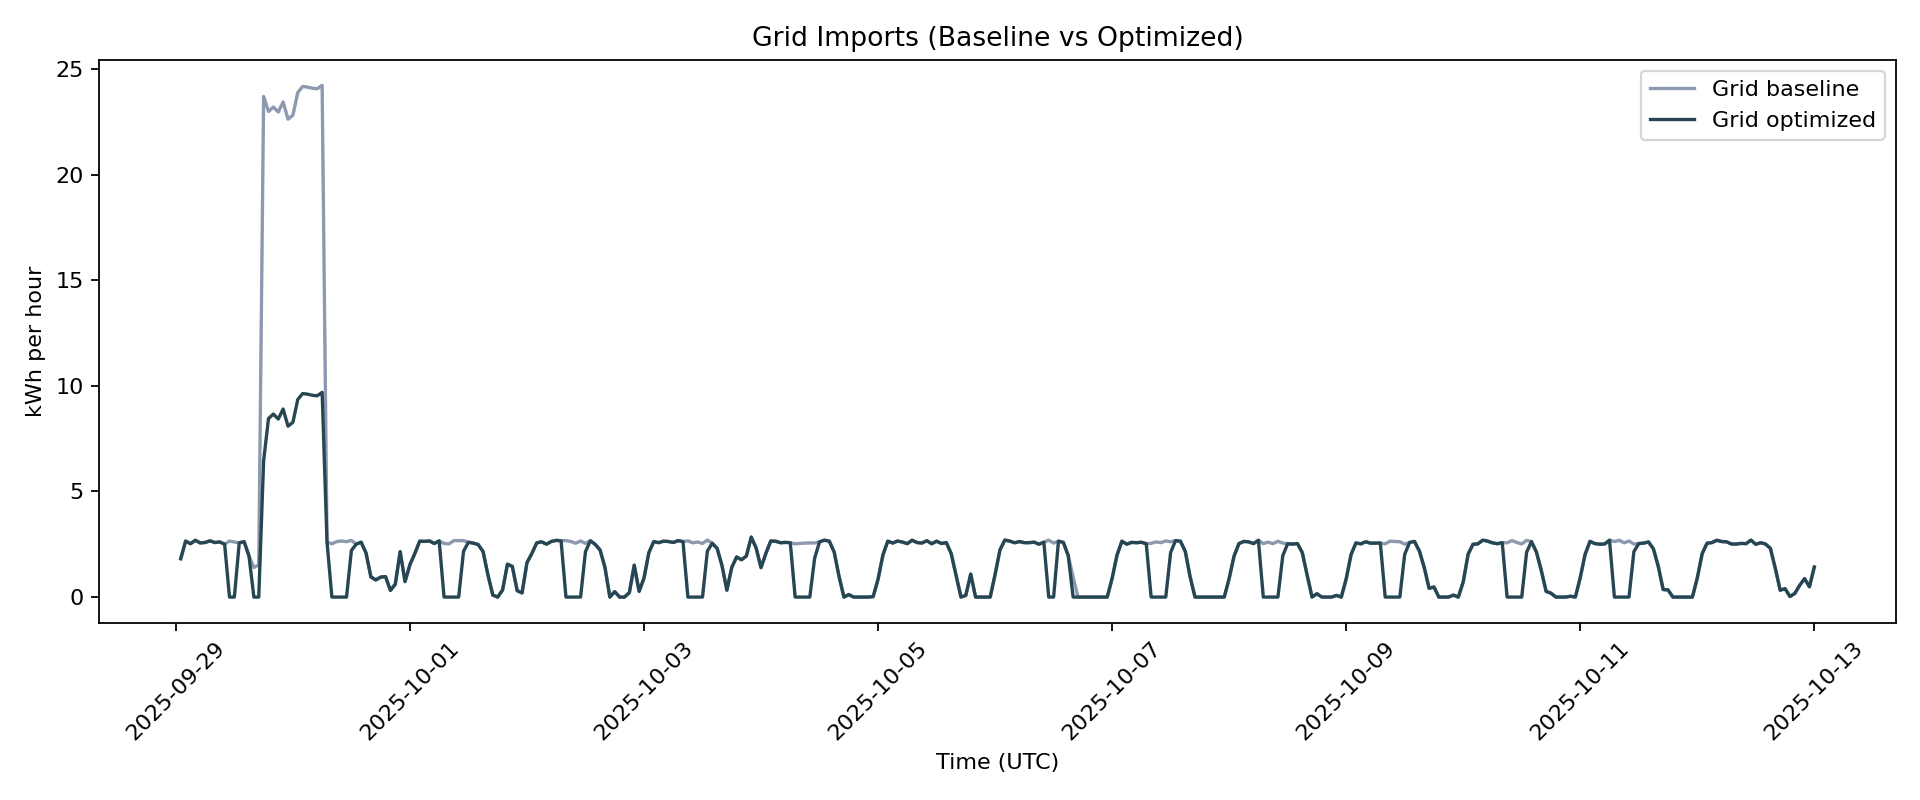 Grid Imports (Baseline vs Optimized)
Grid baseline
Grid optimized
kWh per hour
25
20
15
10
5
0
2025-09-29
2025-10-01
2025-10-03
2025-10-05
2025-10-07
2025-10-09
2025-10-11
2025-10-13
Time (UTC)